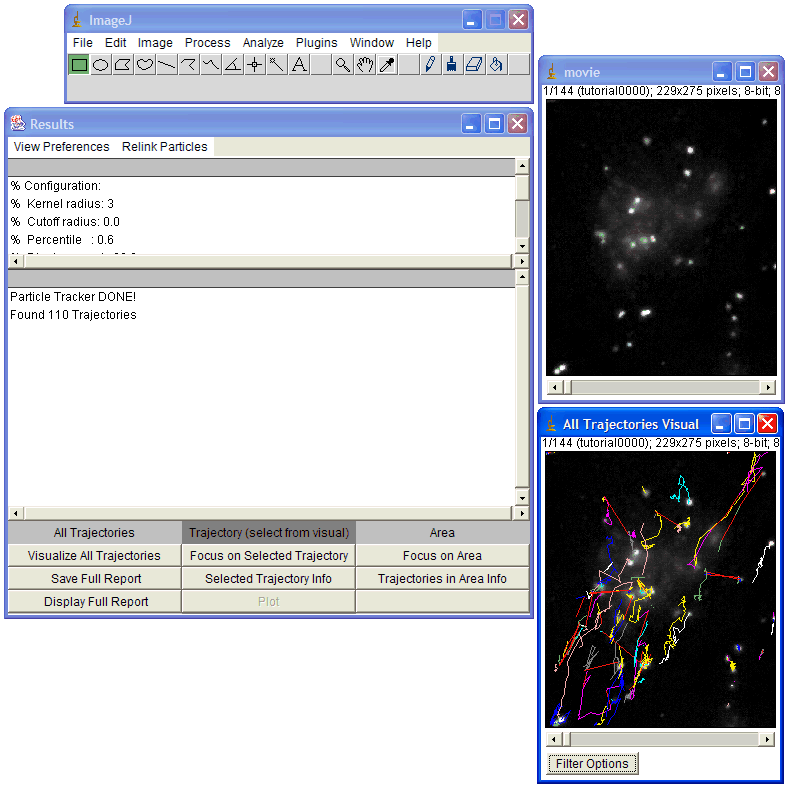 ImageJ
File Edit Image Process Analyze Plugins Window Help
A
movie
1/144 (tutorial0000); 229x275 pixels; 8-bit; 8
Results
View Preferences Relink Particles
% Configuration:
% Kernel radius: 3
% Cutoff radius: 0.0
% Percentile : 0.6
Particle Tracker DONE!
Found 110 Trajectories
All Trajectories Trajectory (select from visual) Area
Visualize All Trajectories Focus on Selected Trajectory Focus on Area
Save Full Report Selected Trajectory Info Trajectories in Area Info
Display Full Report Plot
All Trajectories Visual
1/144 (tutorial0000); 229x275 pixels; 8-bit; 8
Filter Options